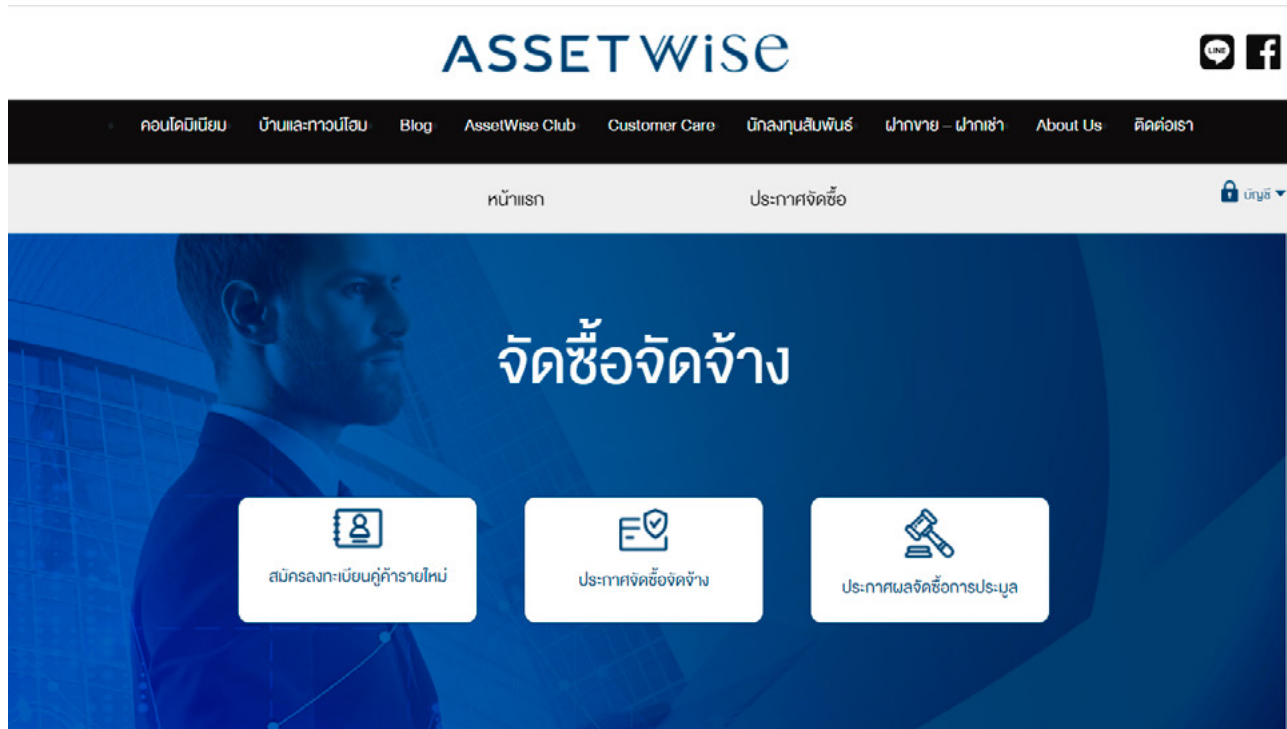 ASSETWiSe
LINE
คอนโดมิเนียม บ้านและทาวน์โฮม Blog AssetWise Club Customer Care นักลงทุนสัมพันธ์ ฝากขาย – ฝากเช่า About Us ติดต่อเรา
หน้าแรก ประกาศจัดซื้อ บัญชี
จัดซื้อจัดจ้าง
สมัครลงทะเบียนคู่ค้ารายใหม่ ประกาศจัดซื้อจัดจ้าง ประกาศผลจัดซื้อการประมูล